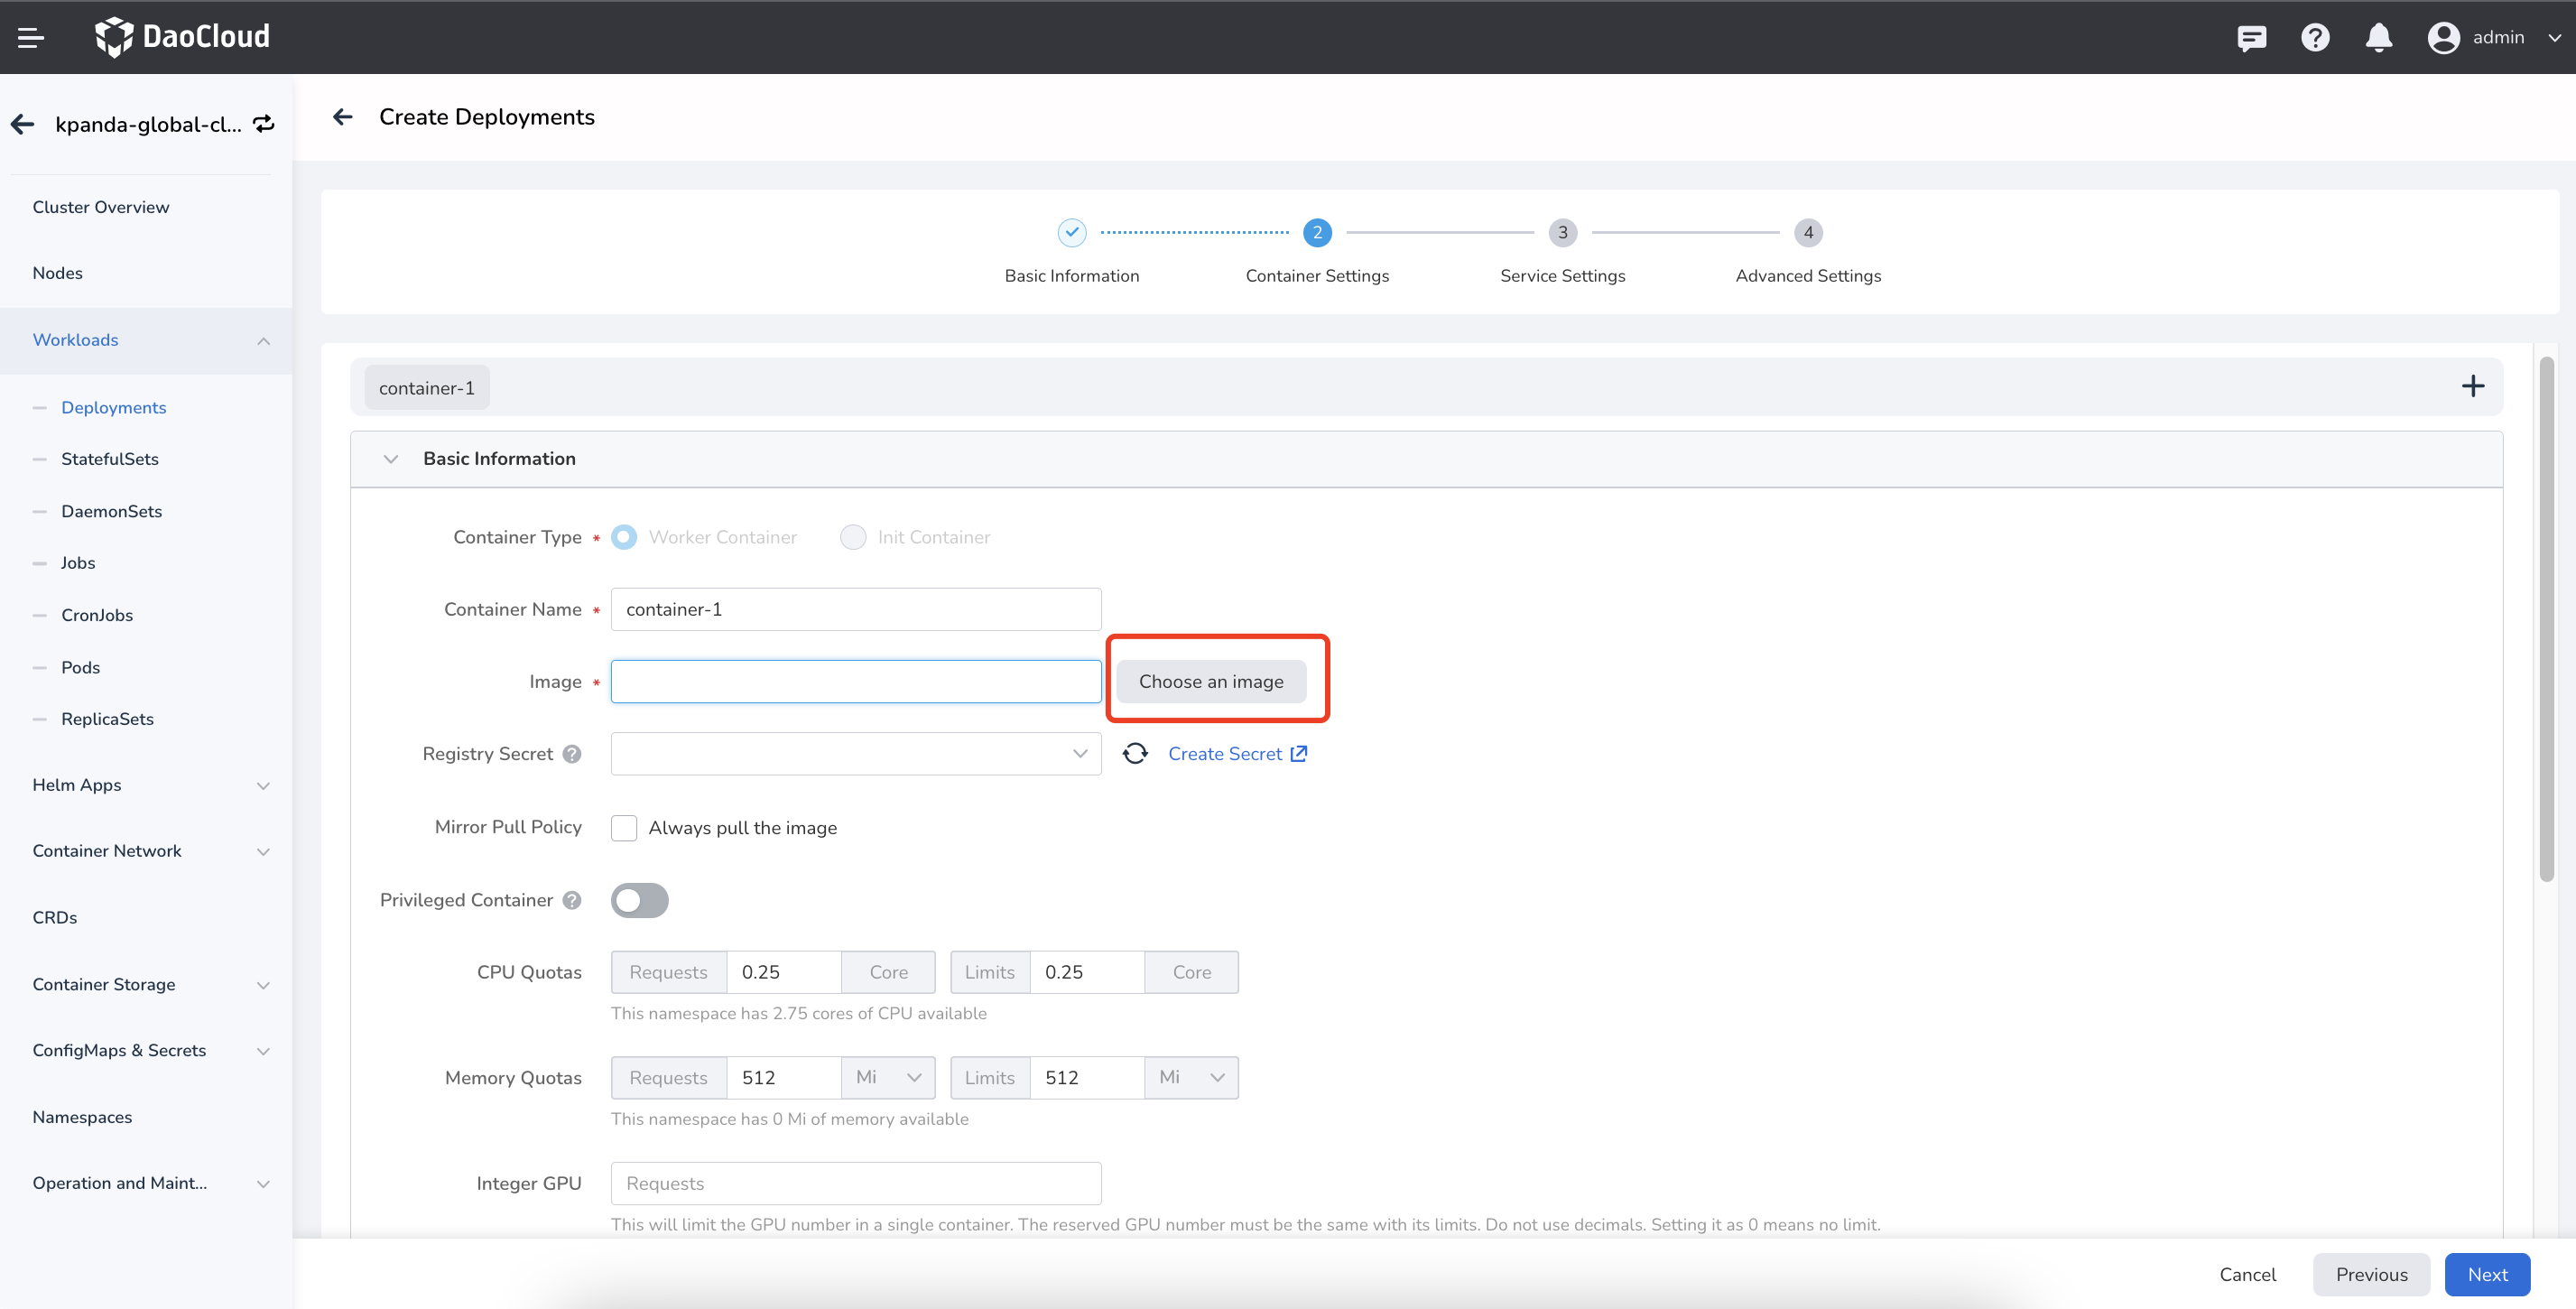 DaoCloud
admin
kpanda-global-cl...
Create Deployments
Cluster Overview
Nodes
Workloads
Deployments
StatefulSets
DaemonSets
Jobs
CronJobs
Pods
ReplicaSets
Helm Apps
Container Network
CRDs
Container Storage
ConfigMaps & Secrets
Namespaces
Operation and Maint...
2
3
4
Basic Information
Container Settings
Service Settings
Advanced Settings
container-1
Basic Information
Container Type * Worker Container Init Container
Container Name * container-1
Image * Choose an image
Registry Secret ? Create Secret
Mirror Pull Policy Always pull the image
Privileged Container ?
CPU Quotas Requests 0.25 Core Limits 0.25 Core
This namespace has 2.75 cores of CPU available
Memory Quotas Requests 512 Mi Limits 512 Mi
This namespace has 0 Mi of memory available
Integer GPU Requests
This will limit the GPU number in a single container. The reserved GPU number must be the same with its limits. Do not use decimals. Setting it as 0 means no limit.
Cancel Previous Next